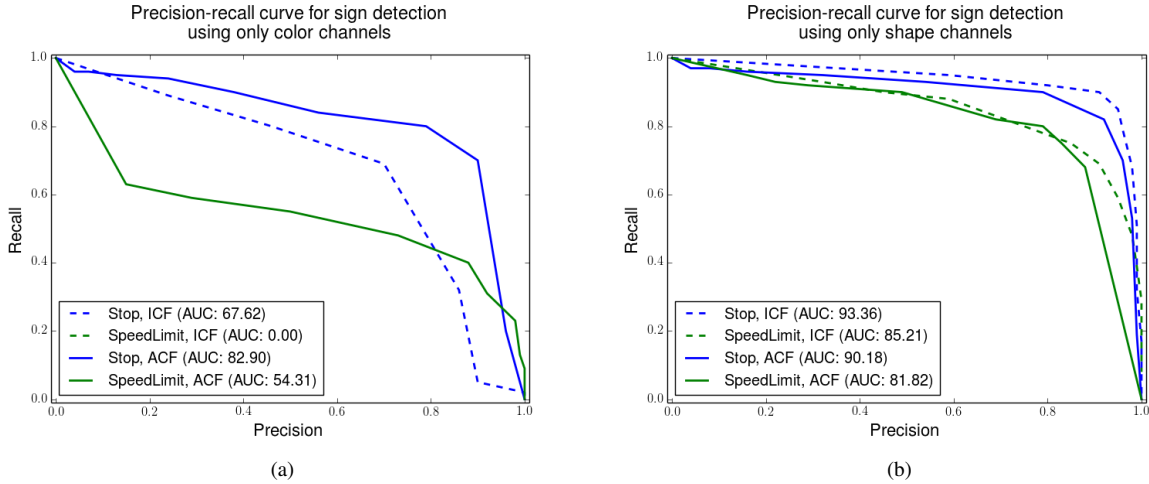 Precision-recall curve for sign detection
using only color channels
1.0
0.8
0.6
0.4
0.2
0.0
Recall
Stop, ICF (AUC: 67.62)
SpeedLimit, ICF (AUC: 0.00)
Stop, ACF (AUC: 82.90)
SpeedLimit, ACF (AUC: 54.31)
0.0 0.2 0.4 0.6 0.8 1.0
Precision
(a)
Precision-recall curve for sign detection
using only shape channels
1.0
0.8
0.6
0.4
0.2
0.0
Recall
Stop, ICF (AUC: 93.36)
SpeedLimit, ICF (AUC: 85.21)
Stop, ACF (AUC: 90.18)
SpeedLimit, ACF (AUC: 81.82)
0.0 0.2 0.4 0.6 0.8 1.0
Precision
(b)